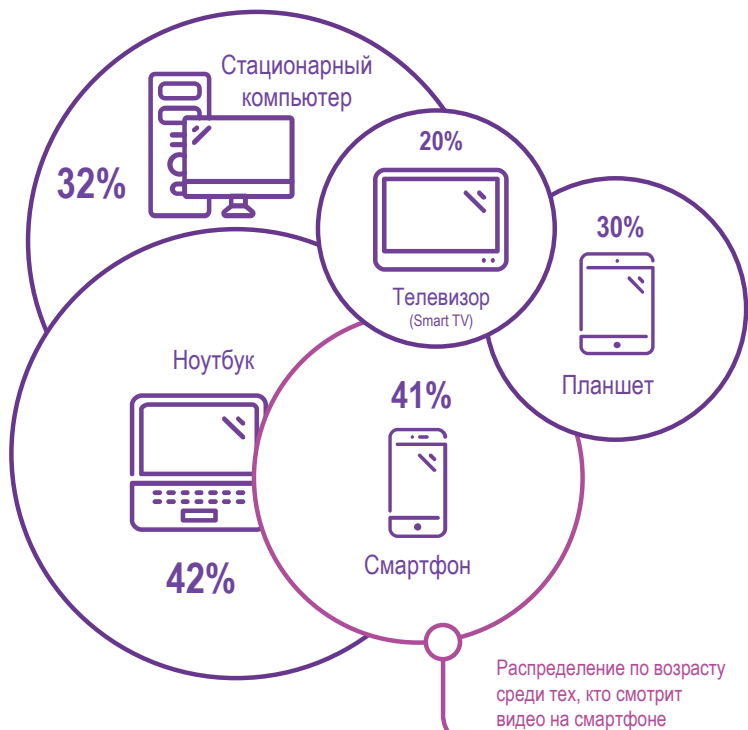 Стационарный
компьютер
32%
20%
Телевизор
(Smart TV)
30%
Планшет
Ноутбук
42%
41%
Смартфон
Распределение по возрасту
среди тех, кто смотрит
видео на смартфоне